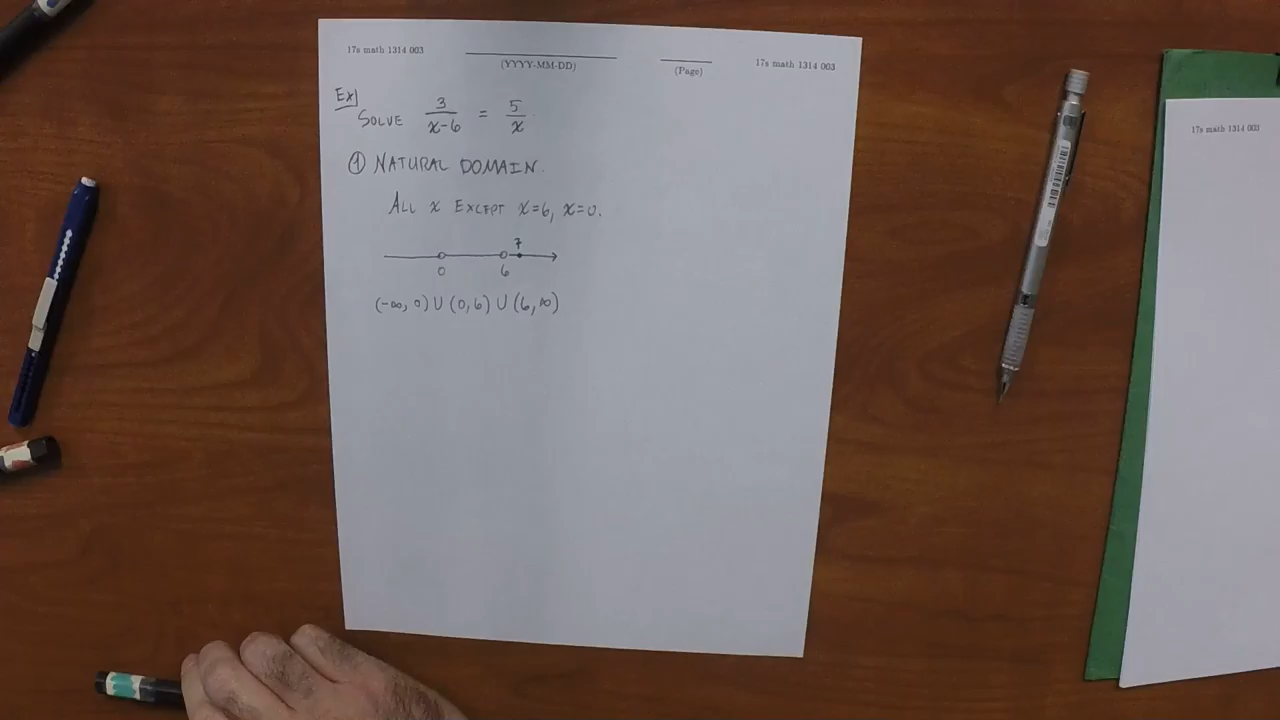 17s math 1314 003
(YYYY-MM-DD)
(Page)
17s math 1314 003
Ex|
SOLVE 3/(x-6) = 5/x.
① NATURAL DOMAIN.
ALL x EXCEPT x=6, x=0.
7
0 6
(-∞, 0) ∪ (0, 6) ∪ (6, ∞)
17s math 1314 003